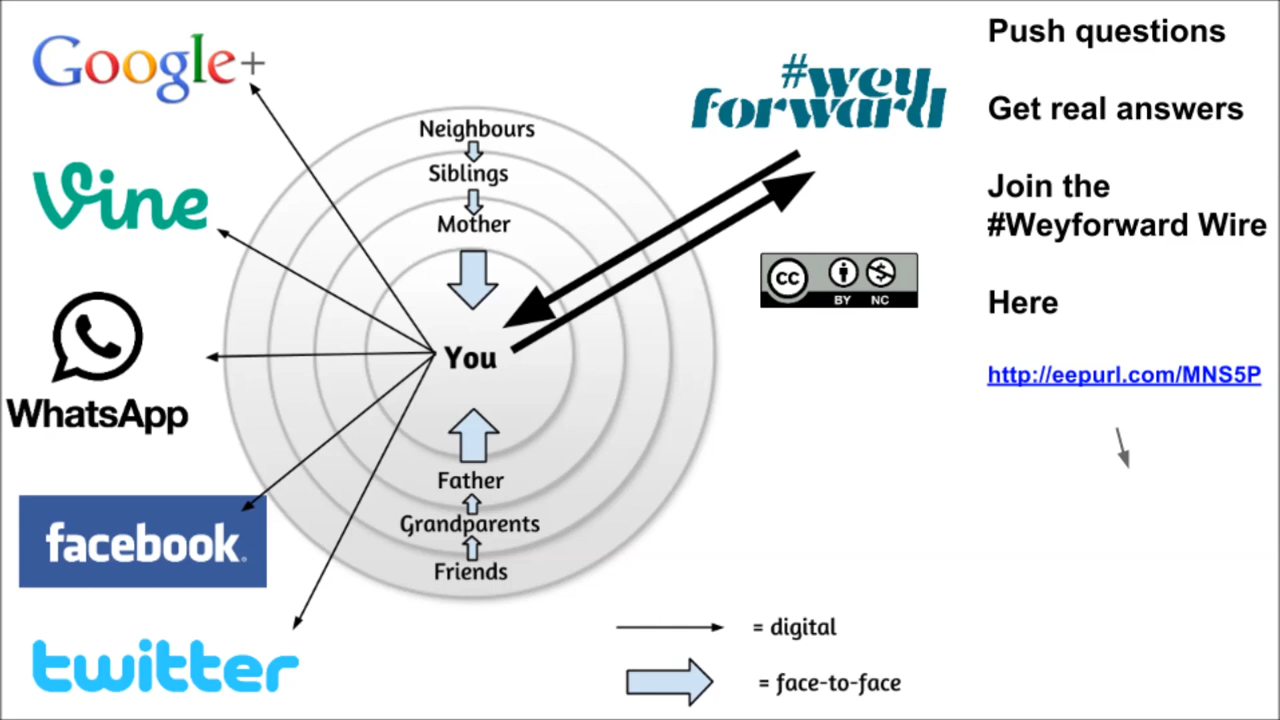 Google+
Vine
WhatsApp
facebook.
twitter
Neighbours
Siblings
Mother
You
Father
Grandparents
Friends
#wey
forward
CC
BY NC
= digital
= face-to-face
Push questions
Get real answers
Join the
#Weyforward Wire
Here
http://eepurl.com/MNS5P